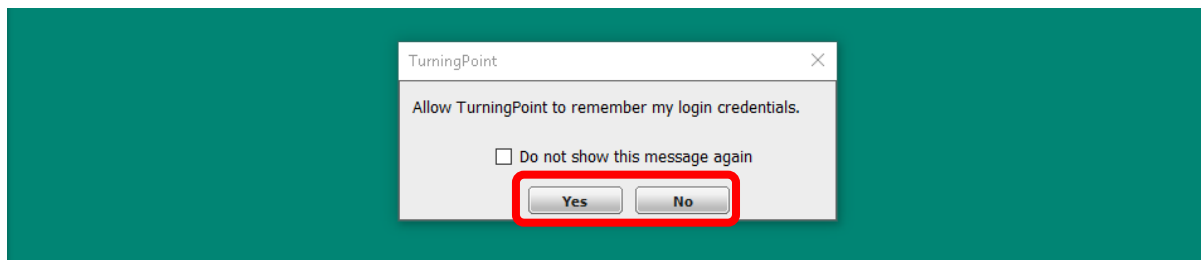 TurningPoint
Allow TurningPoint to remember my login credentials.
Do not show this message again
Yes No